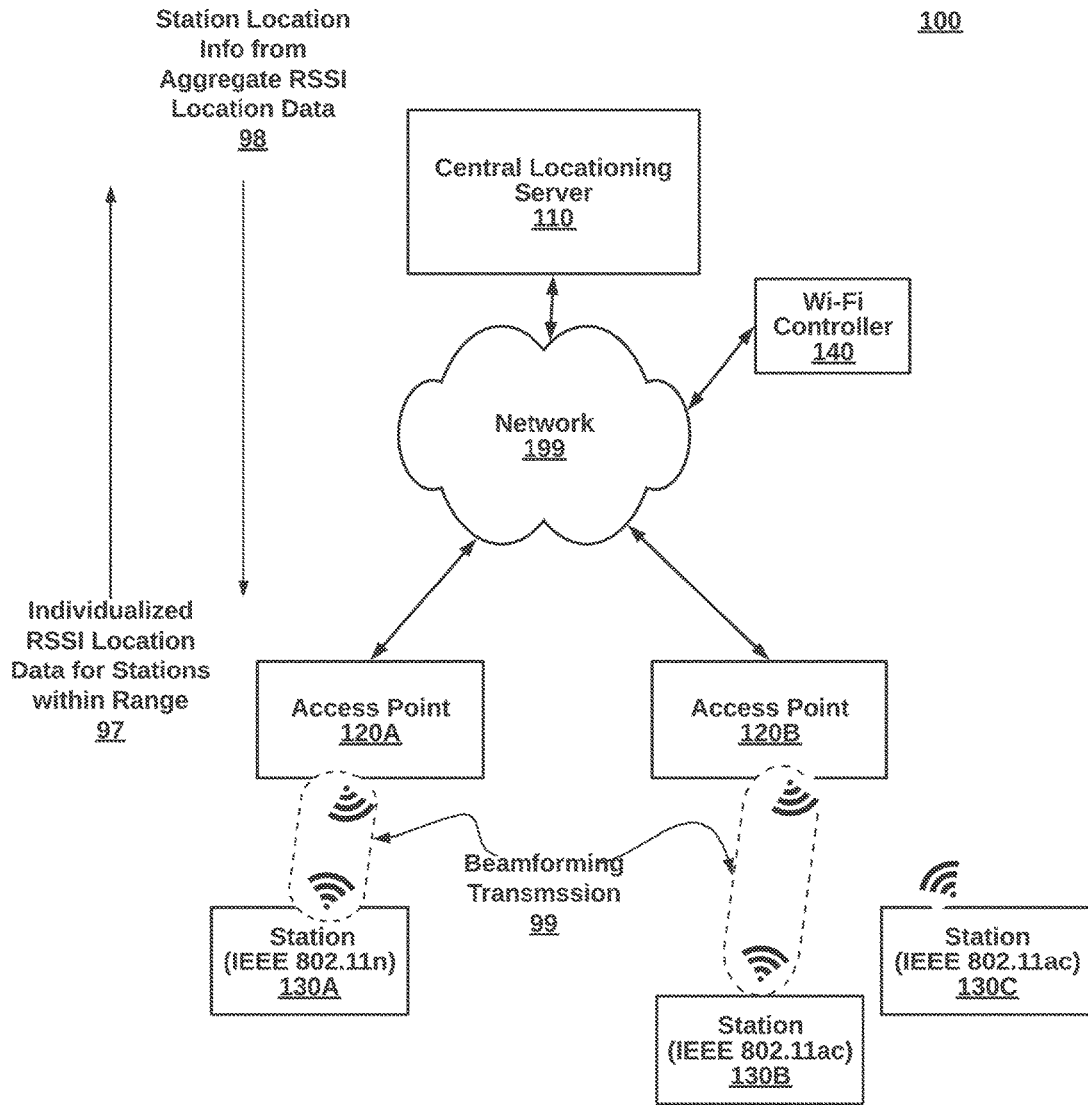 Station Location
Info from
Aggregate RSSI
Location Data
98
100
Central Locationing
Server
110
Wi-Fi
Controller
140
Network
199
Individualized
RSSI Location
Data for Stations
within Range
97
Access Point
120A
Access Point
120B
Beamforming
Transmssion
99
Station
(IEEE 802.11n)
130A
Station
(IEEE 802.11ac)
130B
Station
(IEEE 802.11ac)
130C